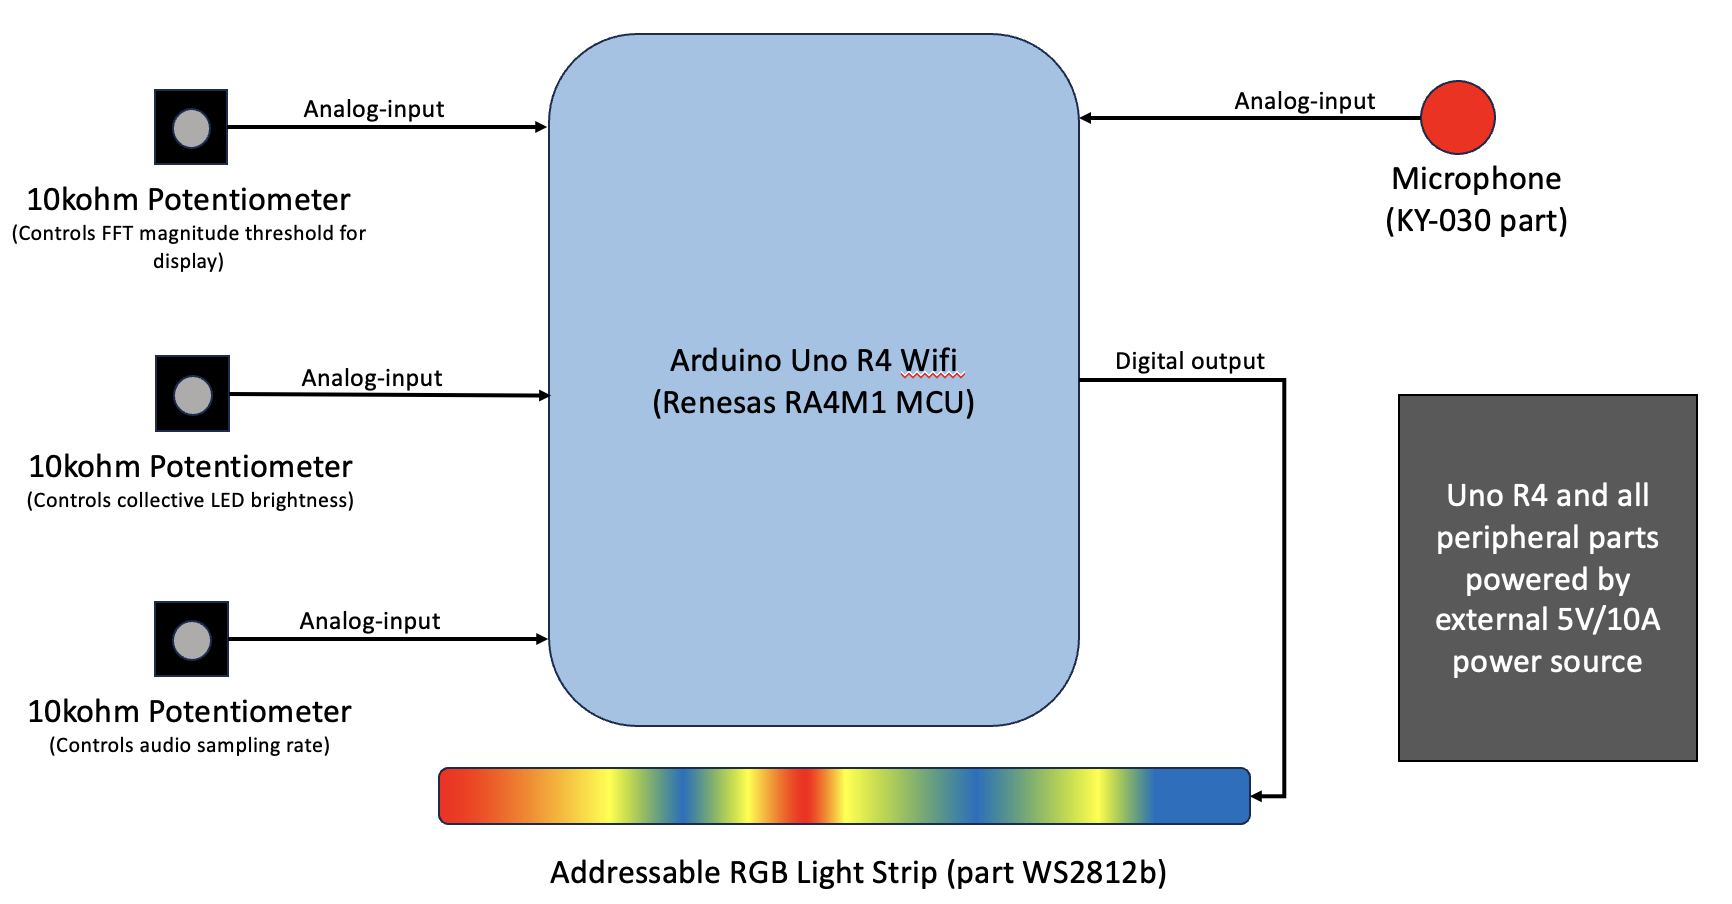 Analog-input
10kohm Potentiometer
(Controls FFT magnitude threshold for
display)
Analog-input
10kohm Potentiometer
(Controls collective LED brightness)
Analog-input
10kohm Potentiometer
(Controls audio sampling rate)
Arduino Uno R4 Wifi
(Renesas RA4M1 MCU)
Analog-input
Microphone
(KY-030 part)
Digital output
Uno R4 and all
peripheral parts
powered by
external 5V/10A
power source
Addressable RGB Light Strip (part WS2812b)